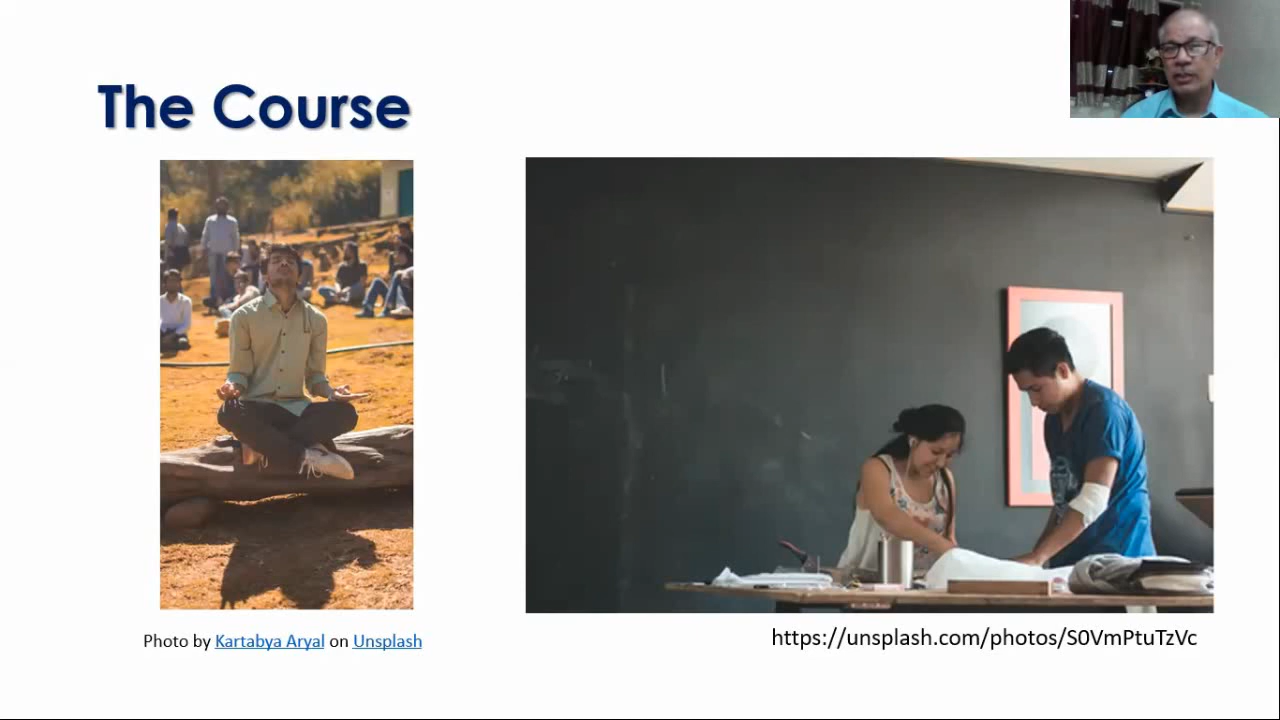 The Course
Photo by Kartabya Aryal on Unsplash
https://unsplash.com/photos/S0VmPtuTzVc